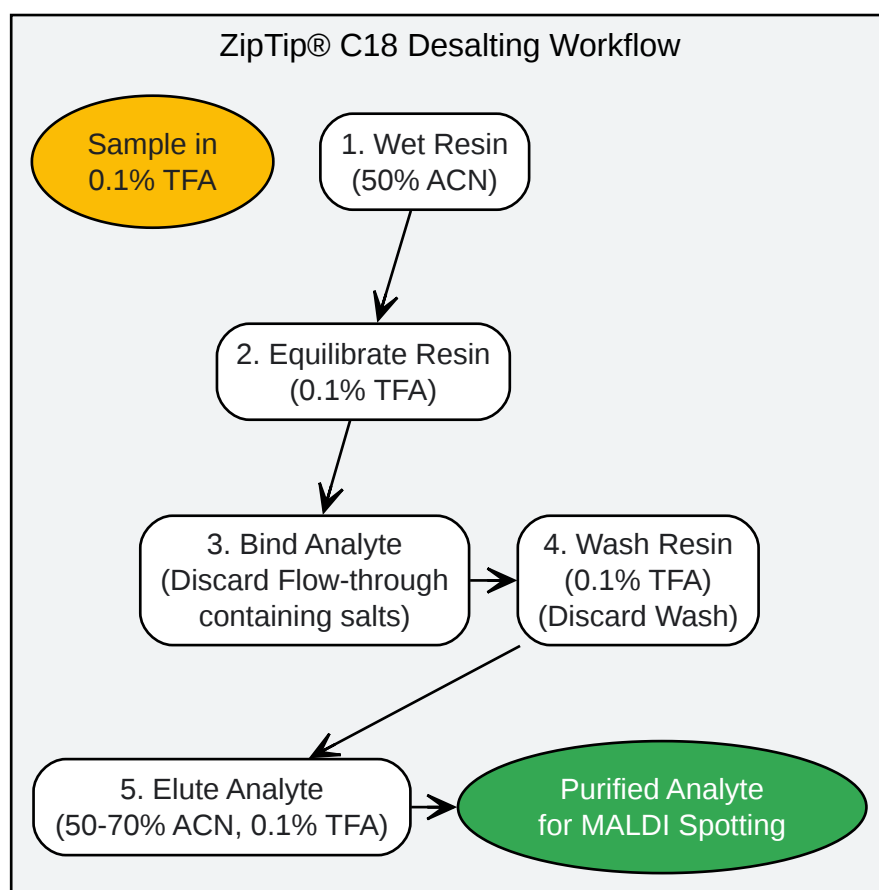 ZipTip® C18 Desalting Workflow
Sample in
0.1% TFA
1. Wet Resin
(50% ACN)
2. Equilibrate Resin
(0.1% TFA)
3. Bind Analyte
(Discard Flow-through
containing salts)
4. Wash Resin
(0.1% TFA)
(Discard Wash)
5. Elute Analyte
(50-70% ACN, 0.1% TFA)
Purified Analyte
for MALDI Spotting